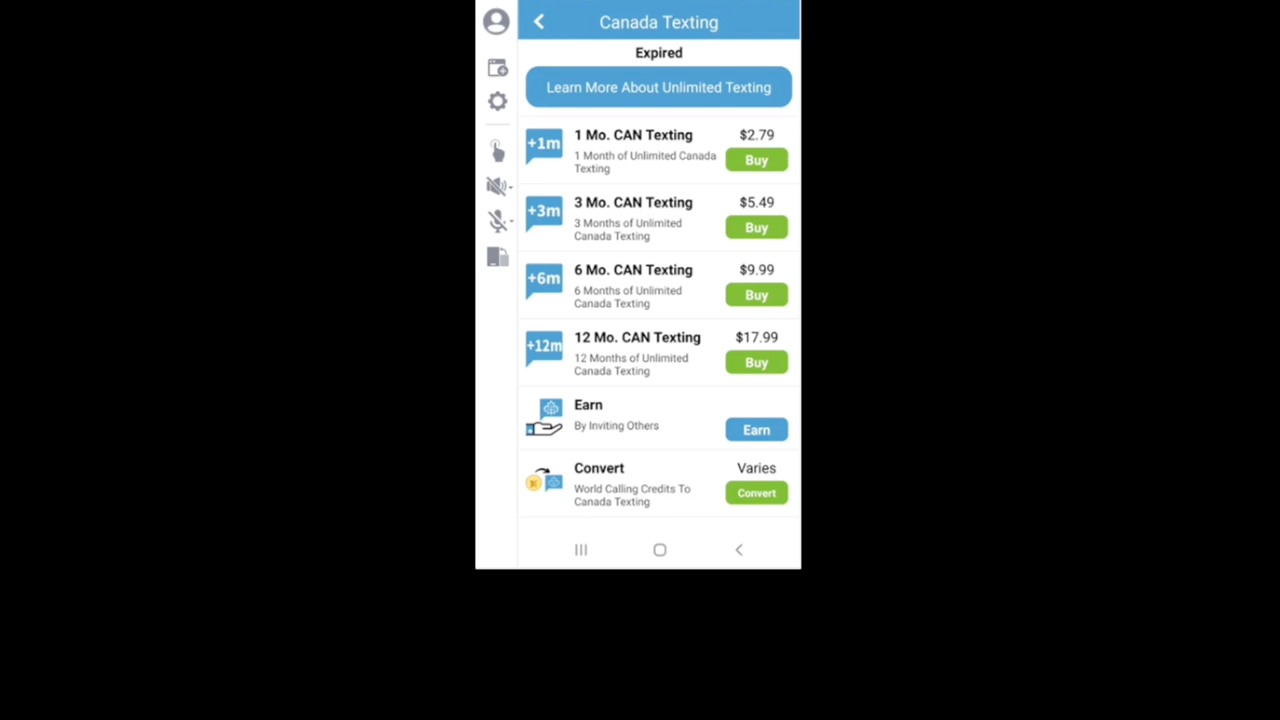 Canada Texting
Expired
Learn More About Unlimited Texting
+1m
1 Mo. CAN Texting
$2.79
1 Month of Unlimited Canada
Texting
Buy
+3m
3 Mo. CAN Texting
$5.49
3 Months of Unlimited
Canada Texting
Buy
+6m
6 Mo. CAN Texting
$9.99
6 Months of Unlimited
Canada Texting
Buy
+12m
12 Mo. CAN Texting
$17.99
12 Months of Unlimited
Canada Texting
Buy
Earn
By Inviting Others
Earn
Convert
Varies
World Calling Credits To
Canada Texting
Convert